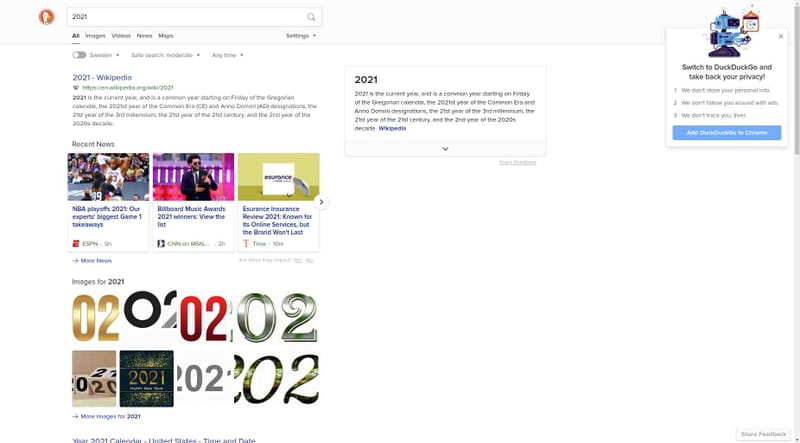 2021
All Images Videos News Maps Settings
Sweden Safe search: moderate Any time
2021 - Wikipedia
W https://en.wikipedia.org/wiki/2021
2021 is the current year, and is a common year starting on Friday of the Gregorian
calendar, the 2021st year of the Common Era (CE) and Anno Domini (AD) designations, the
21st year of the 3rd millennium, the 21st year of the 21st century, and the 2nd year of the
2020s decade.
Recent News
NBA playoffs 2021: Our
experts' biggest Game 1
takeaways
ESPN 5h
Billboard Music Awards
2021 winners: View the
list
CNN on MSN... 2h
esurance
Esurance Insurance
Review 2021: Known for
Its Online Services, but
the Brand Won't Last
T Time 10m
More News
Are these links helpful? Yes No
Images for 2021
02
202
02
202
2021
HAPPY NEW YEAR
202
202
More Images for 2021
Year 2021 Calendar - United States - Time and Date
2021
2021 is the current year, and is a common year starting on Friday
of the Gregorian calendar, the 2021st year of the Common Era and
Anno Domini designations, the 21st year of the 3rd millennium, the
21st year of the 21st century, and the 2nd year of the 2020s
decade. Wikipedia
Share Feedback
Switch to DuckDuckGo and
take back your privacy!
1 We don't store your personal info.
2 We don't follow you around with ads.
3 We don't track you. Ever.
Add DuckDuckGo to Chrome
Share Feedback